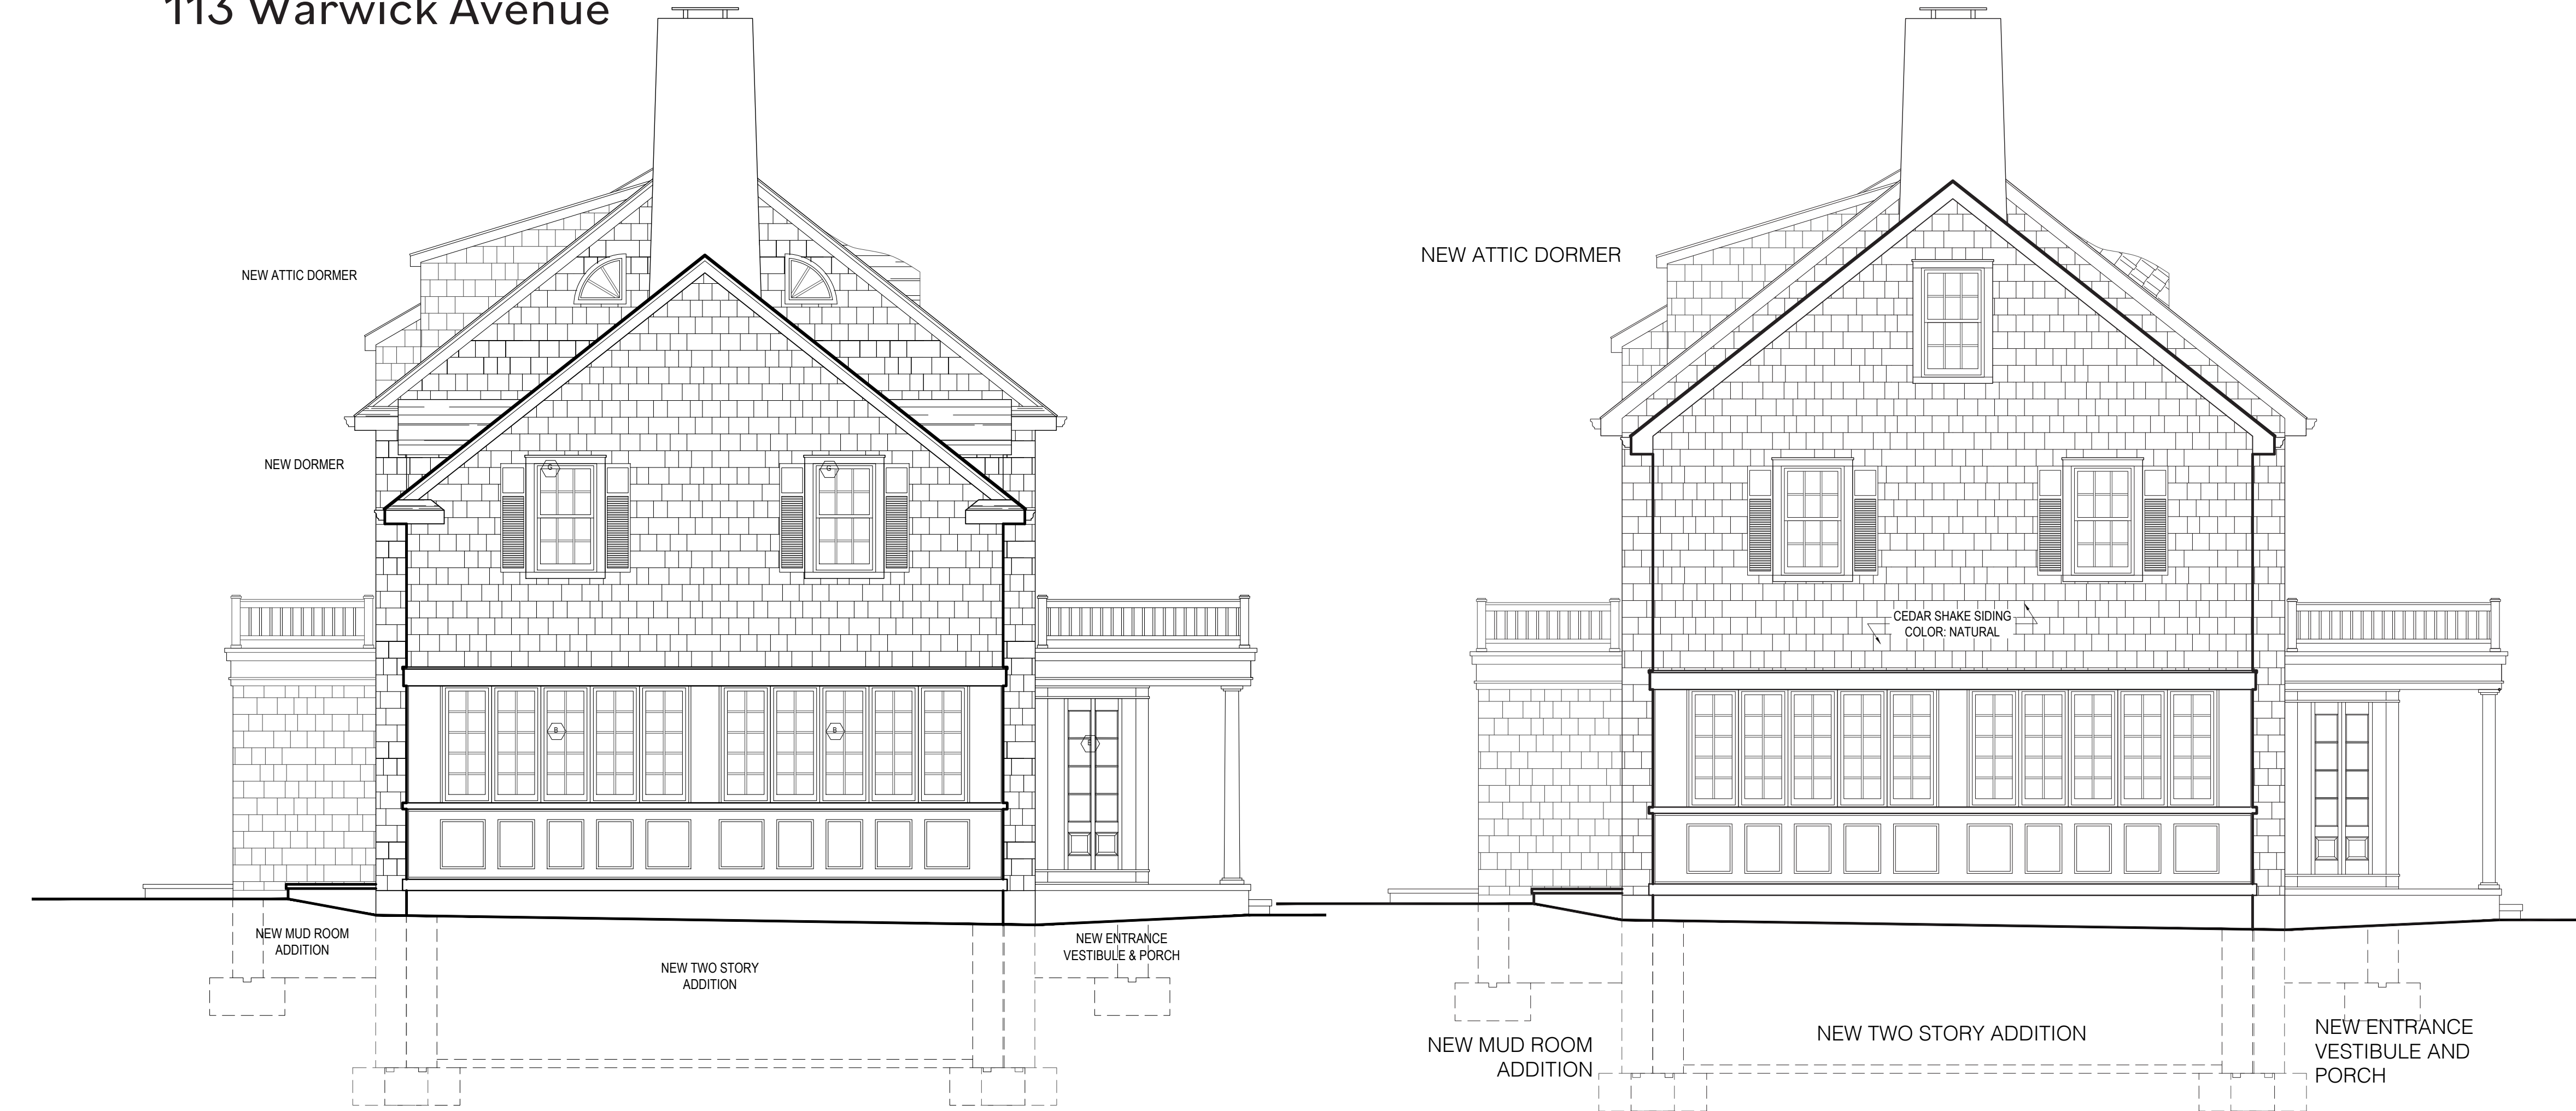 113 Warwick Avenue
NEW ATTIC DORMER
NEW DORMER
G
G
B
B
E
NEW MUD ROOM
ADDITION
NEW TWO STORY
ADDITION
NEW ENTRANCE
VESTIBULE & PORCH
NEW ATTIC DORMER
CEDAR SHAKE SIDING
COLOR: NATURAL
NEW MUD ROOM
ADDITION
NEW TWO STORY ADDITION
NEW ENTRANCE
VESTIBULE AND
PORCH